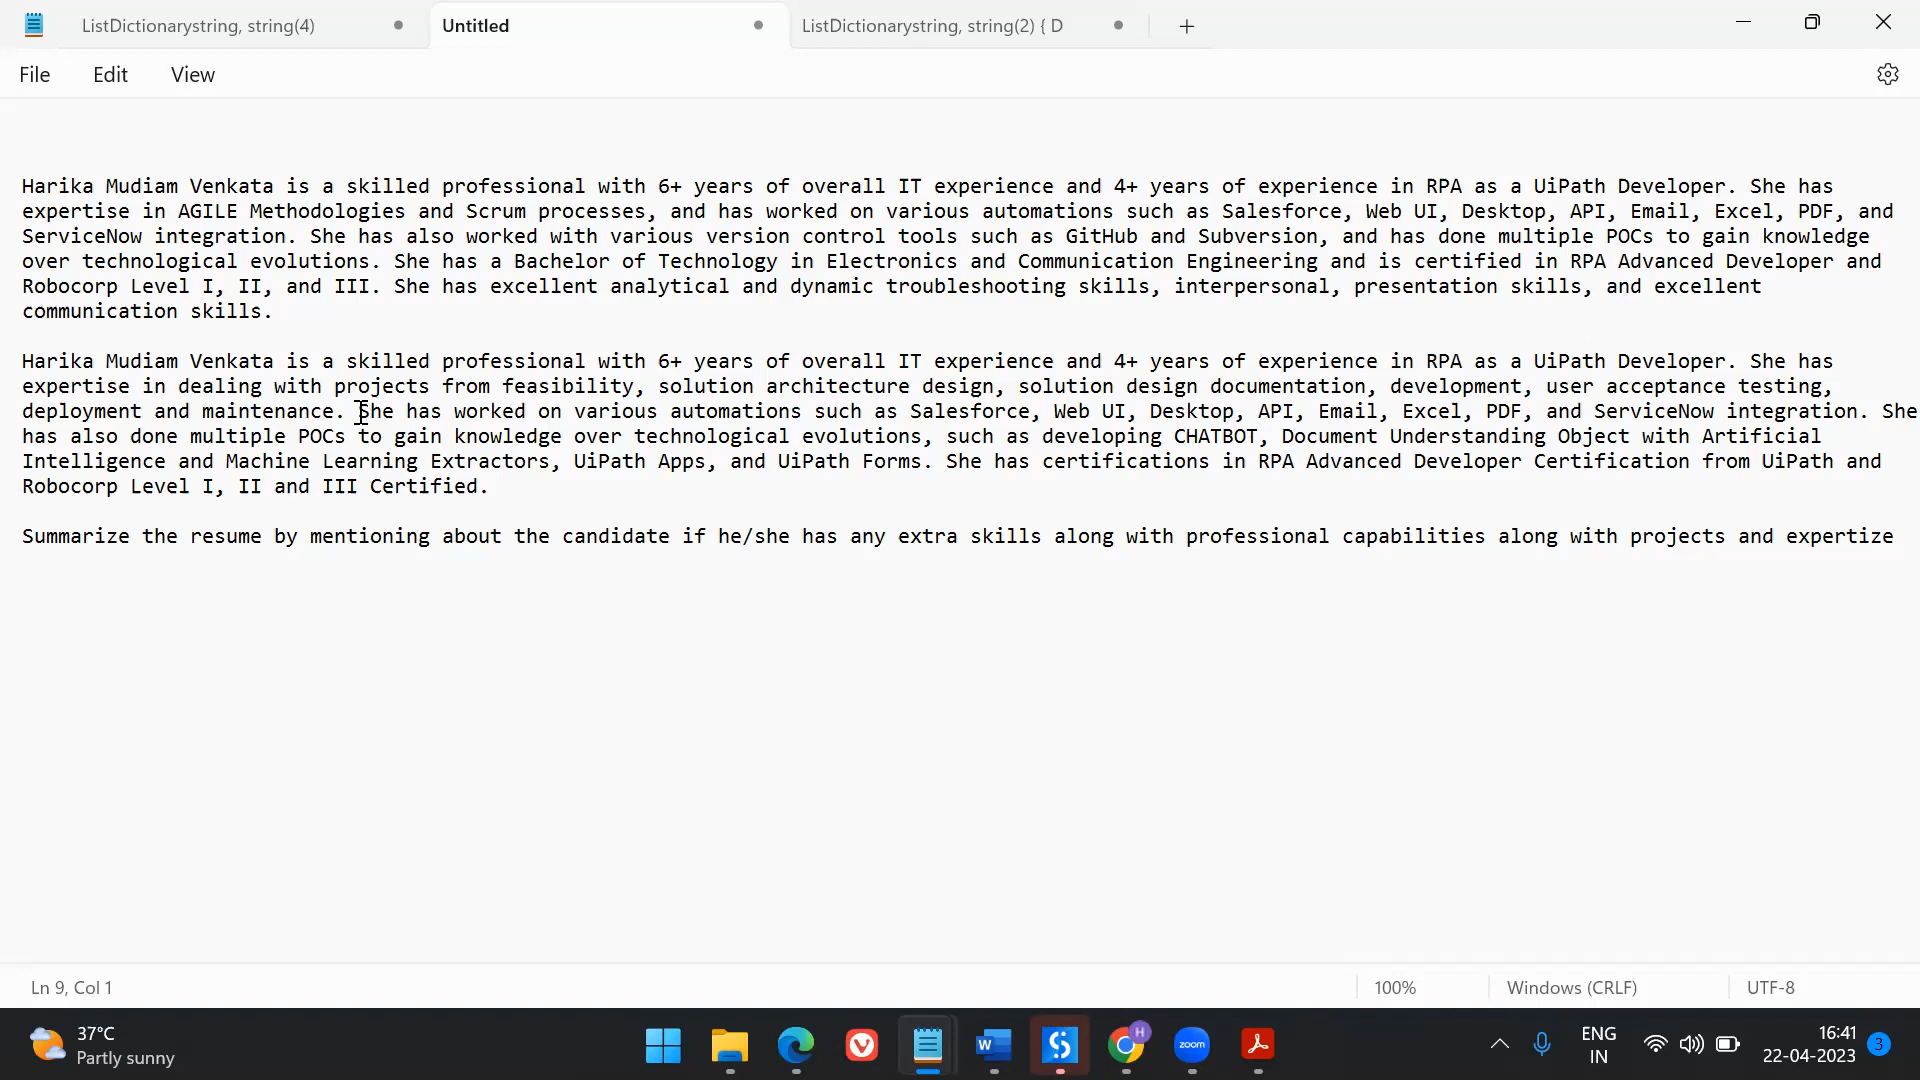 ListDictionarystring, string(4)
Untitled
ListDictionarystring, string(2) { D
File
Edit
View
Harika Mudiam Venkata is a skilled professional with 6+ years of overall IT experience and 4+ years of experience in RPA as a UiPath Developer. She has
expertise in AGILE Methodologies and Scrum processes, and has worked on various automations such as Salesforce, Web UI, Desktop, API, Email, Excel, PDF, and
ServiceNow integration. She has also worked with various version control tools such as GitHub and Subversion, and has done multiple POCs to gain knowledge
over technological evolutions. She has a Bachelor of Technology in Electronics and Communication Engineering and is certified in RPA Advanced Developer and
Robocorp Level I, II, and III. She has excellent analytical and dynamic troubleshooting skills, interpersonal, presentation skills, and excellent
communication skills.
Harika Mudiam Venkata is a skilled professional with 6+ years of overall IT experience and 4+ years of experience in RPA as a UiPath Developer. She has
expertise in dealing with projects from feasibility, solution architecture design, solution design documentation, development, user acceptance testing,
deployment and maintenance. She has worked on various automations such as Salesforce, Web UI, Desktop, API, Email, Excel, PDF, and ServiceNow integration. She
has also done multiple POCs to gain knowledge over technological evolutions, such as developing CHATBOT, Document Understanding Object with Artificial
Intelligence and Machine Learning Extractors, UiPath Apps, and UiPath Forms. She has certifications in RPA Advanced Developer Certification from UiPath and
Robocorp Level I, II and III Certified.
Summarize the resume by mentioning about the candidate if he/she has any extra skills along with professional capabilities along with projects and expertize
Ln 9, Col 1
100%
Windows (CRLF)
UTF-8
37°C
Partly sunny
W
H
zoom
ENG
IN
16:41
22-04-2023
3